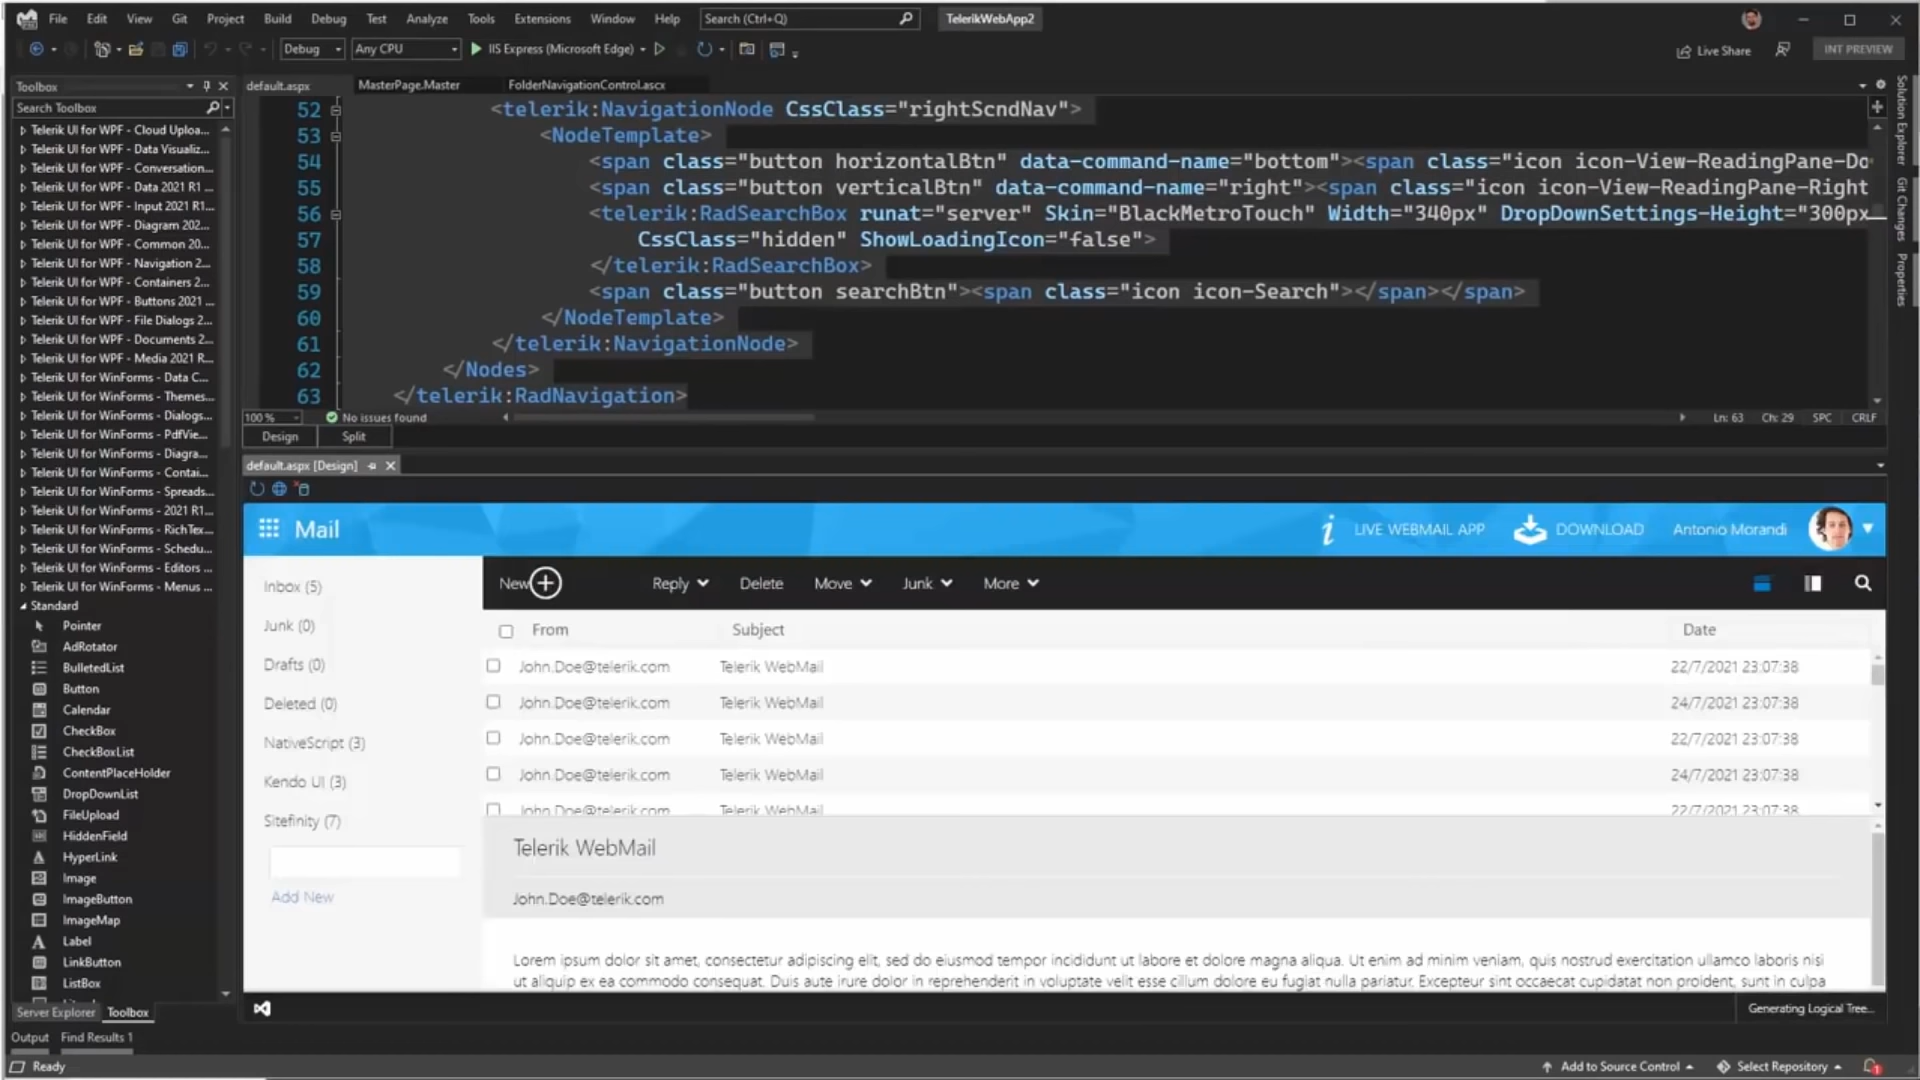 File Edit View Git Project Build Debug Test Analyze Tools Extensions Window Help Search (Ctrl+Q) TelerikWebApp2
Debug Any CPU IIS Express (Microsoft Edge) Live Share INT PREVIEW
Toolbox
Search Toolbox
Telerik UI for WPF - Cloud Uploa...
Telerik UI for WPF - Data Visualiz...
Telerik UI for WPF - Conversation...
Telerik UI for WPF - Data 2021 R1 ...
Telerik UI for WPF - Input 2021 R1...
Telerik UI for WPF - Diagram 202...
Telerik UI for WPF - Common 20...
Telerik UI for WPF - Navigation 2...
Telerik UI for WPF - Containers 2...
Telerik UI for WPF - Buttons 2021 ...
Telerik UI for WPF - File Dialogs 2...
Telerik UI for WPF - Documents 2...
Telerik UI for WPF - Media 2021 R...
Telerik UI for WinForms - Data C...
Telerik UI for WinForms - Themes...
Telerik UI for WinForms - Dialogs...
Telerik UI for WinForms - PdfVie...
Telerik UI for WinForms - Diagra...
Telerik UI for WinForms - Contai...
Telerik UI for WinForms - Spreads...
Telerik UI for WinForms - 2021 R1...
Telerik UI for WinForms - RichTex...
Telerik UI for WinForms - Schedu...
Telerik UI for WinForms - Editors ...
Telerik UI for WinForms - Menus ...
Standard
Pointer
AdRotator
BulletedList
Button
Calendar
CheckBox
CheckBoxList
ContentPlaceHolder
DropDownList
FileUpload
HiddenField
HyperLink
Image
ImageButton
ImageMap
Label
LinkButton
ListBox
Server Explorer Toolbox
default.aspx MasterPage.Master FolderNavigationControl.ascx
52 <telerik:NavigationNode CssClass="rightScndNav">
53 <NodeTemplate>
54 <span class="button horizontalBtn" data-command-name="bottom"><span class="icon icon-View-ReadingPane-Do
55 <span class="button verticalBtn" data-command-name="right"><span class="icon icon-View-ReadingPane-Right
56 <telerik:RadSearchBox runat="server" Skin="BlackMetroTouch" Width="340px" DropDownSettings-Height="300px
57 CssClass="hidden" ShowLoadingIcon="false">
58 </telerik:RadSearchBox>
59 <span class="button searchBtn"><span class="icon icon-Search"></span></span>
60 </NodeTemplate>
61 </telerik:NavigationNode>
62 </Nodes>
63 </telerik:RadNavigation>
100 % No issues found Ln: 63 Ch: 29 SPC CRLF
Design Split
default.aspx [Design]
Mail LIVE WEBMAIL APP DOWNLOAD Antonio Morandi
Inbox (5)
Junk (0)
Drafts (0)
Deleted (0)
NativeScript (3)
Kendo UI (3)
Sitefinity (7)
Add New
New Reply Delete Move Junk More
From Subject Date
John.Doe@telerik.com Telerik WebMail 22/7/2021 23:07:38
John.Doe@telerik.com Telerik WebMail 24/7/2021 23:07:38
John.Doe@telerik.com Telerik WebMail 22/7/2021 23:07:38
John.Doe@telerik.com Telerik WebMail 24/7/2021 23:07:38
John.Doe@telerik.com Telerik WebMail 22/7/2021 23:07:38
Telerik WebMail
John.Doe@telerik.com
Lorem ipsum dolor sit amet, consectetur adipiscing elit, sed do eiusmod tempor incididunt ut labore et dolore magna aliqua. Ut enim ad minim veniam, quis nostrud exercitation ullamco laboris nisi
ut aliquip ex ea commodo consequat. Duis aute irure dolor in reprehenderit in voluptate velit esse cillum dolore eu fugiat nulla pariatur. Excepteur sint occaecat cupidatat non proident, sunt in culpa
Generating Logical Tree...
Solution Explorer
Git Changes
Properties
Output Find Results 1
Ready Add to Source Control Select Repository 1